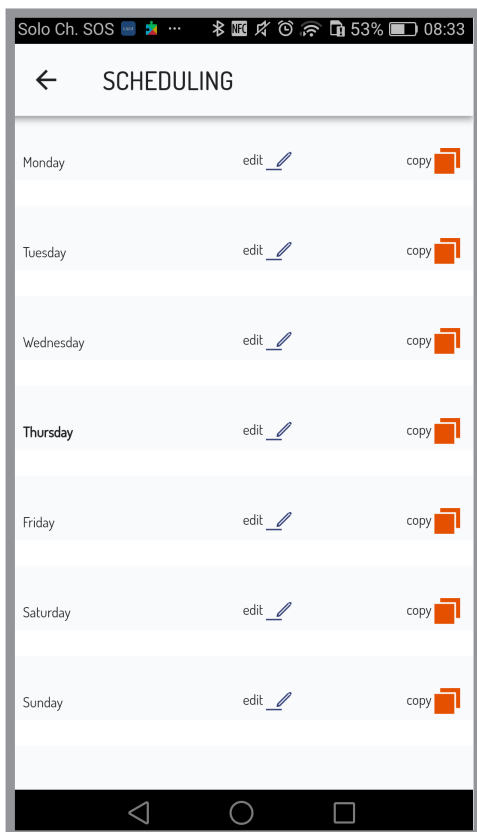 Solo Ch. SOS ... NFC 53% 08:33
SCHEDULING
Monday edit copy
Tuesday edit copy
Wednesday edit copy
Thursday edit copy
Friday edit copy
Saturday edit copy
Sunday edit copy